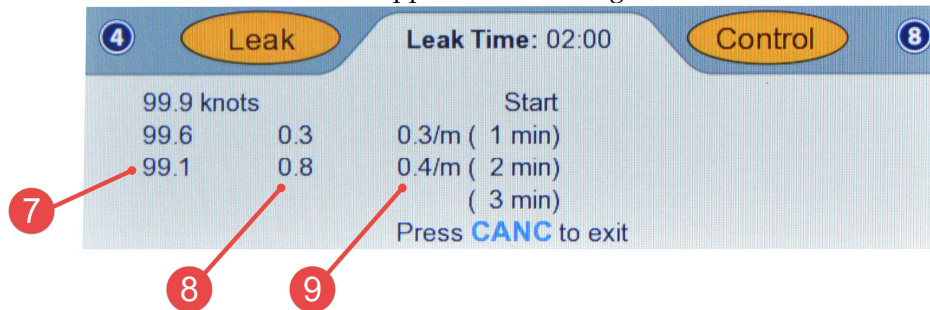 4 Leak Leak Time: 02:00 Control 8
99.9 knots Start
99.6 0.3 0.3/m ( 1 min)
99.1 0.8 0.4/m ( 2 min)
( 3 min)
7
Press CANC to exit
8 9